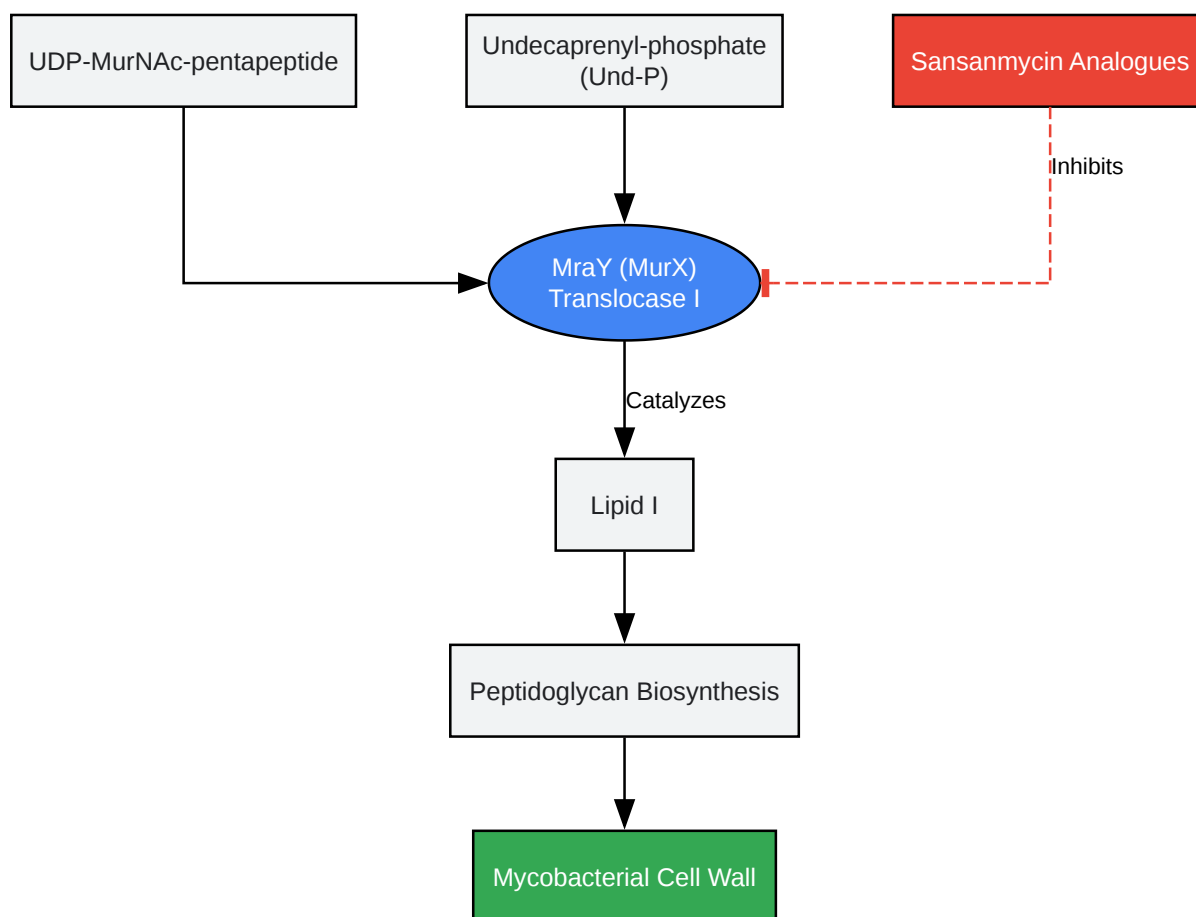 UDP-MurNAc-pentapeptide
Undecaprenyl-phosphate
(Und-P)
Sansanmycin Analogues
Inhibits
MraY (MurX)
Translocase I
Catalyzes
Lipid I
Peptidoglycan Biosynthesis
Mycobacterial Cell Wall